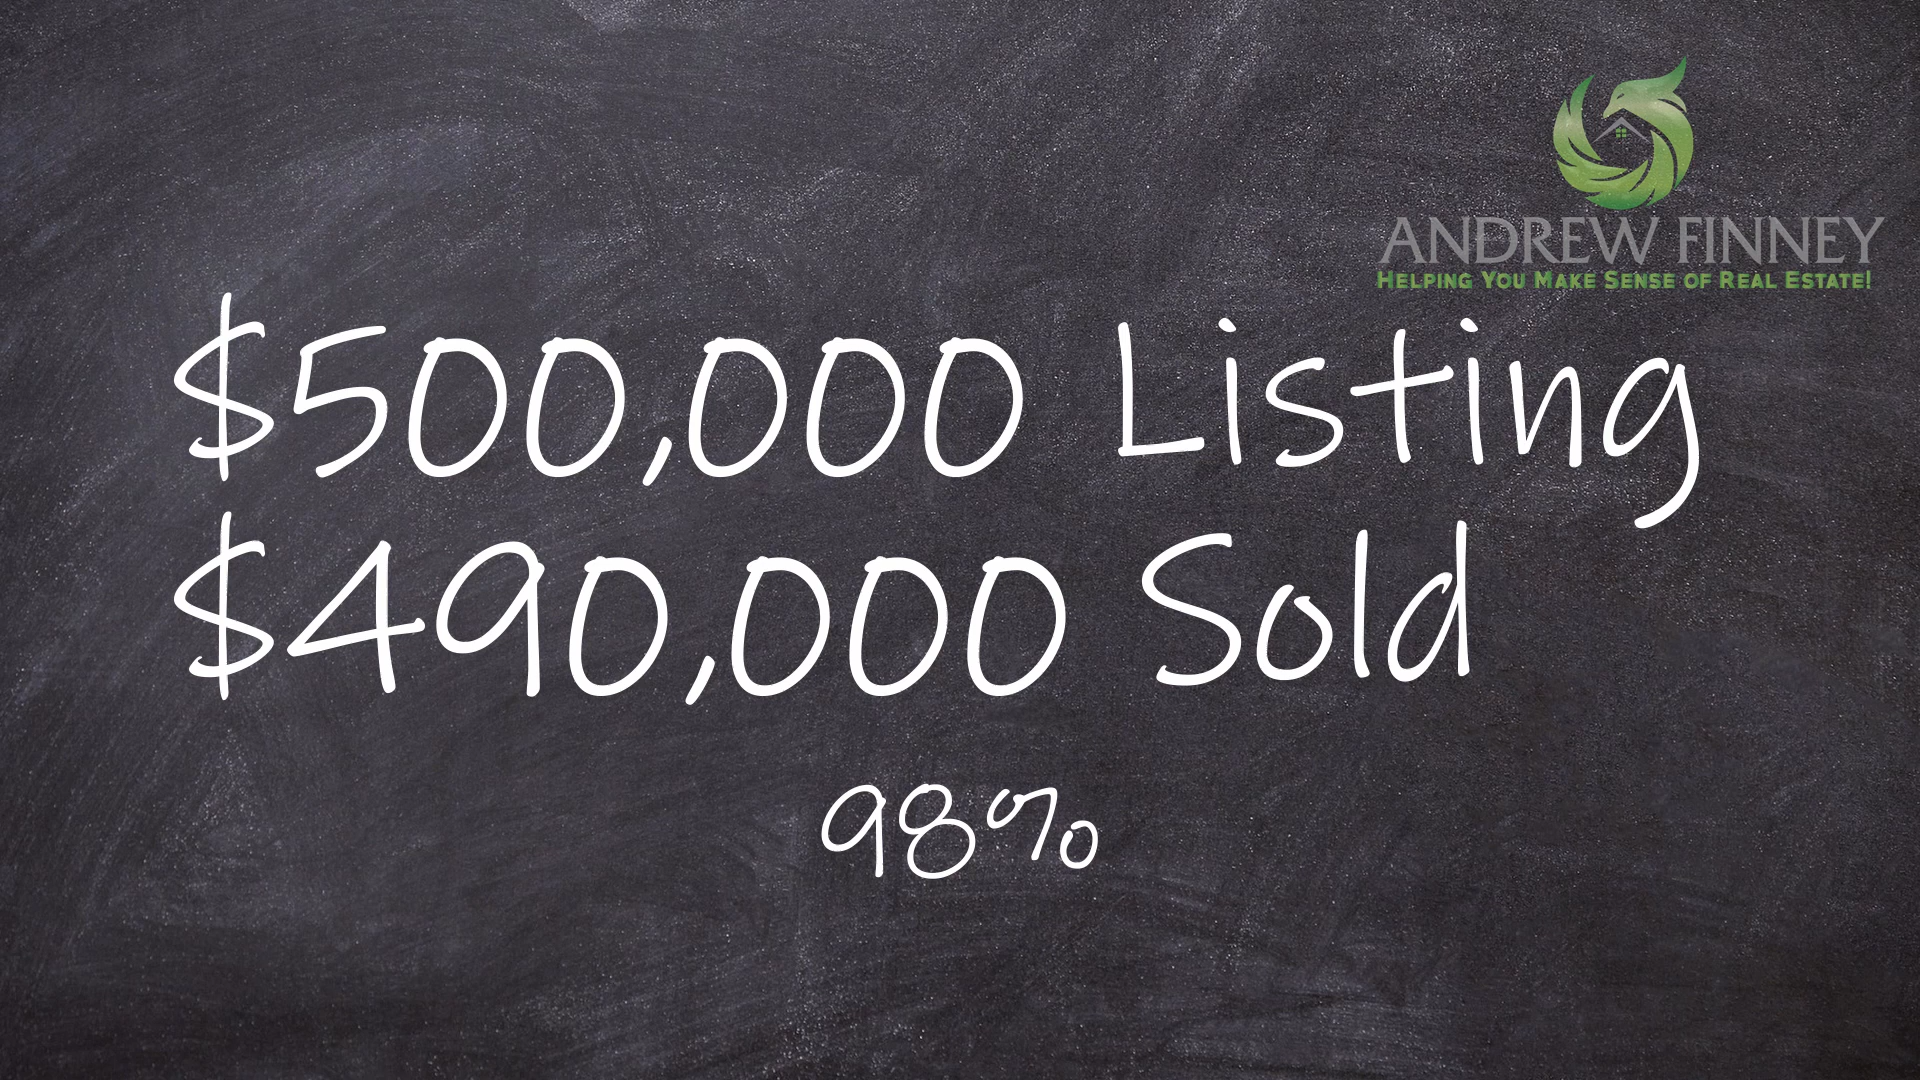 ANDREW FINNEY
HELPING YOU MAKE SENSE OF REAL ESTATE!
$500,000 Listing
$490,000 Sold
98%